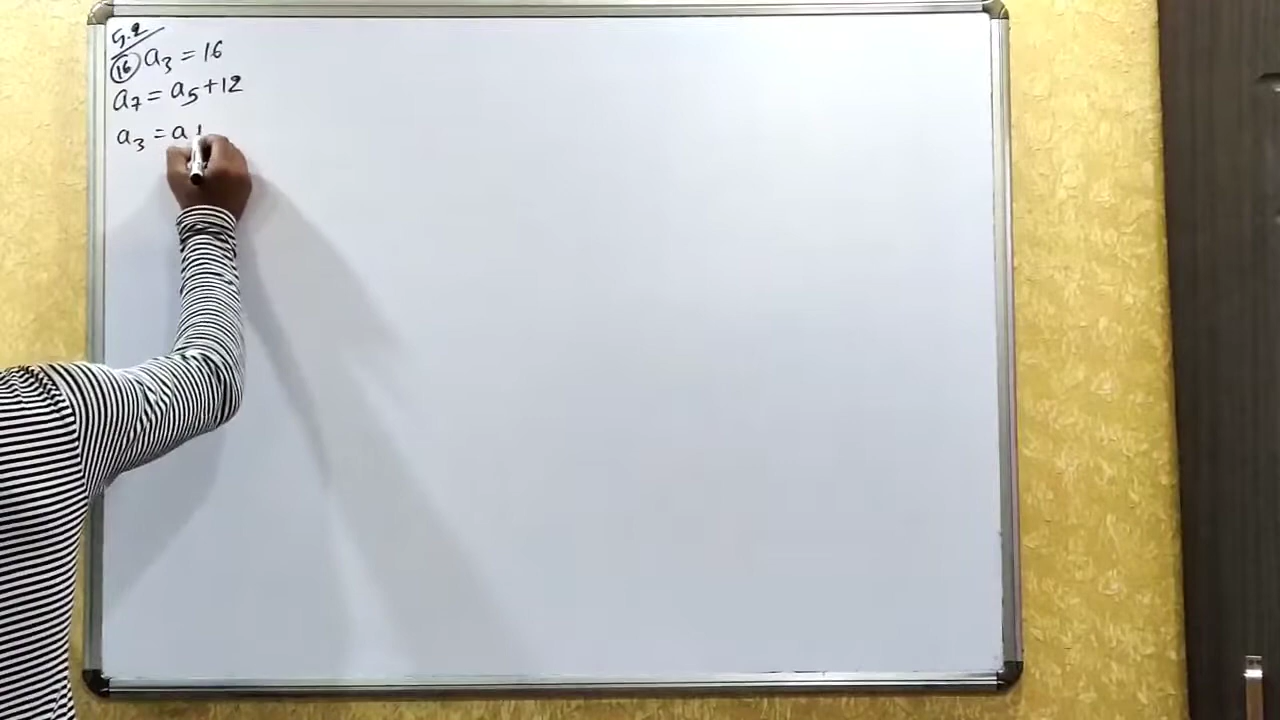 5.2
(16) a₃ = 16
a₇ = a₅ + 12
a₃ = a